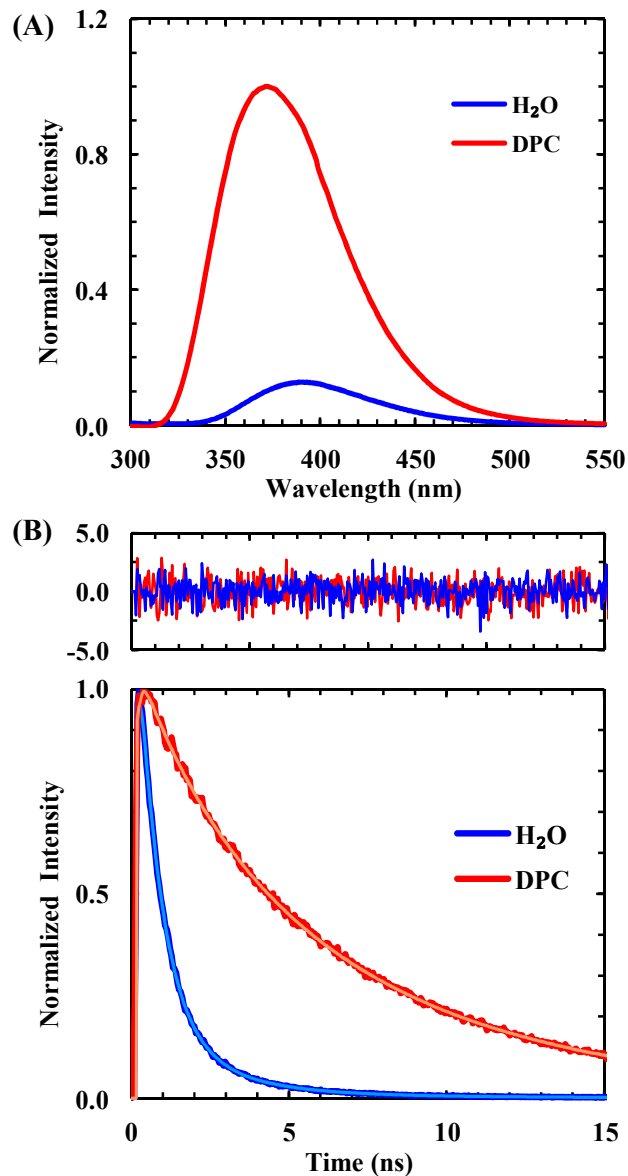 (A)
1.2
0.8
0.4
0.0
Normalized Intensity
H₂O
DPC
300 350 400 450 500 550
Wavelength (nm)
(B)
5.0
0.0
-5.0
1.0
0.5
0.0
Normalized Intensity
H₂O
DPC
0 5 10 15
Time (ns)